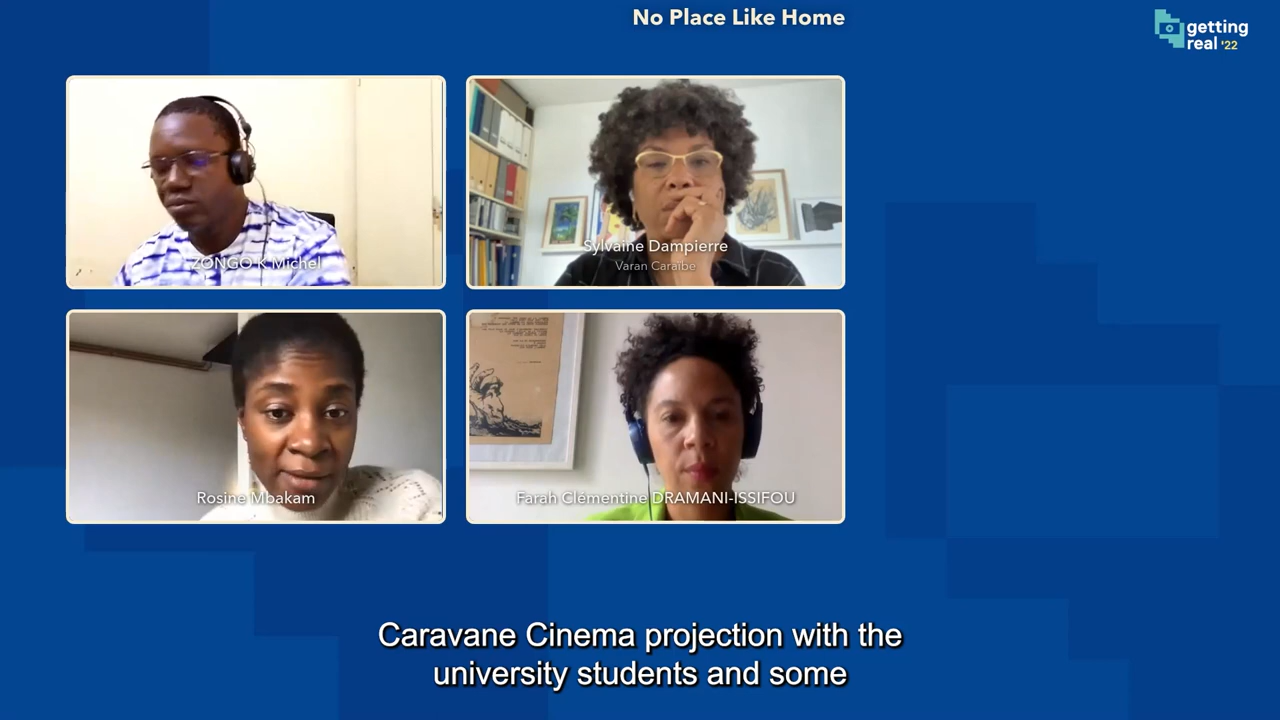 No Place Like Home
getting
real '22
ZONGO K Michel
Sylvaine Dampierre
Varan Caraïbe
Rosine Mbakam
Farah Clémentine DRAMANI-ISSIFOU
Caravane Cinema projection with the
university students and some